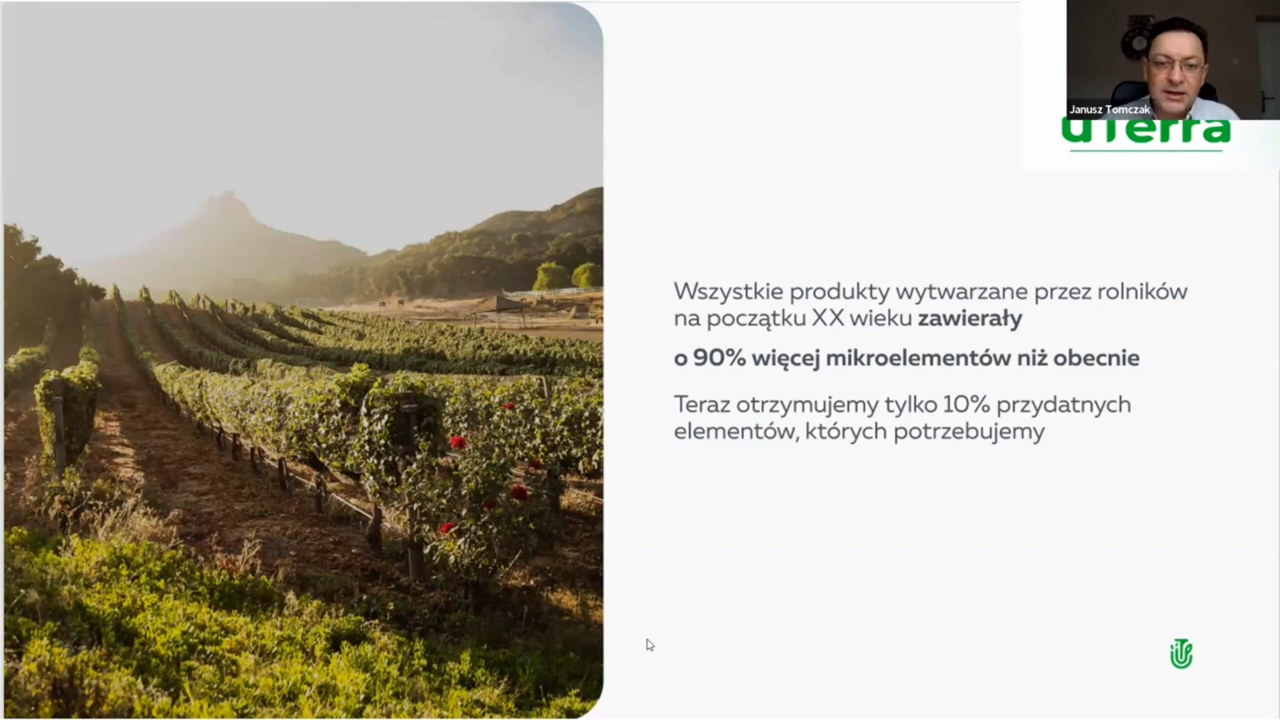 Janusz Tomczak
uTerra
Wszystkie produkty wytwarzane przez rolników
na początku XX wieku zawierały
o 90% więcej mikroelementów niż obecnie
Teraz otrzymujemy tylko 10% przydatnych
elementów, których potrzebujemy